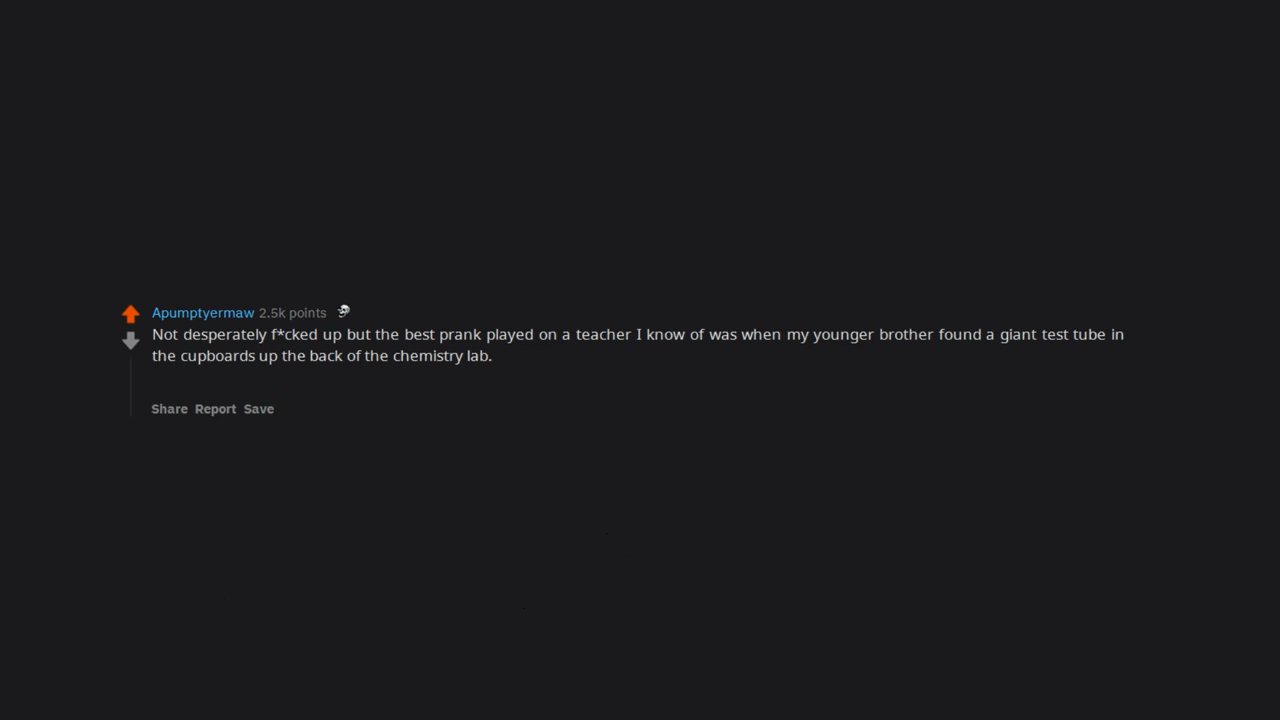 Apumptyermaw 2.5k points
Not desperately f*cked up but the best prank played on a teacher I know of was when my younger brother found a giant test tube in
the cupboards up the back of the chemistry lab.
Share Report Save